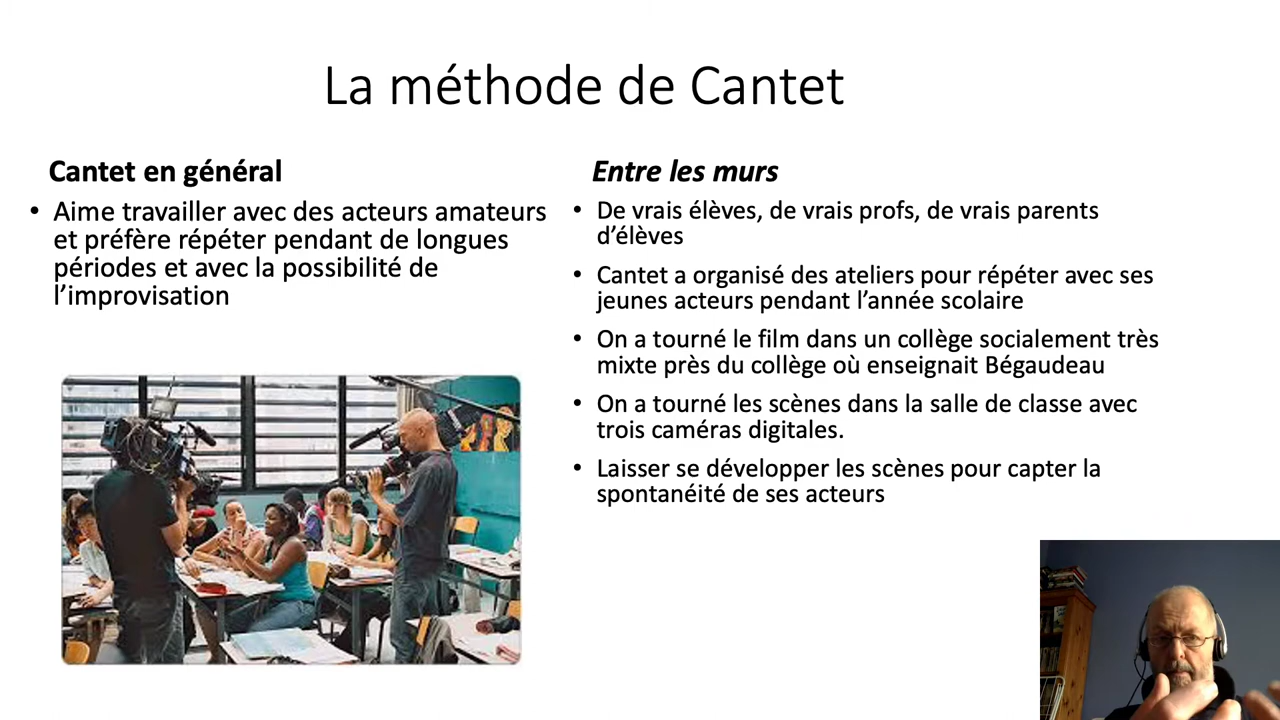 La méthode de Cantet
Cantet en général
• Aime travailler avec des acteurs amateurs
et préfère répéter pendant de longues
périodes et avec la possibilité de
l’improvisation
Entre les murs
• De vrais élèves, de vrais profs, de vrais parents
d’élèves
• Cantet a organisé des ateliers pour répéter avec ses
jeunes acteurs pendant l’année scolaire
• On a tourné le film dans un collège socialement très
mixte près du collège où enseignait Bégaudeau
• On a tourné les scènes dans la salle de classe avec
trois caméras digitales.
• Laisser se développer les scènes pour capter la
spontanéité de ses acteurs